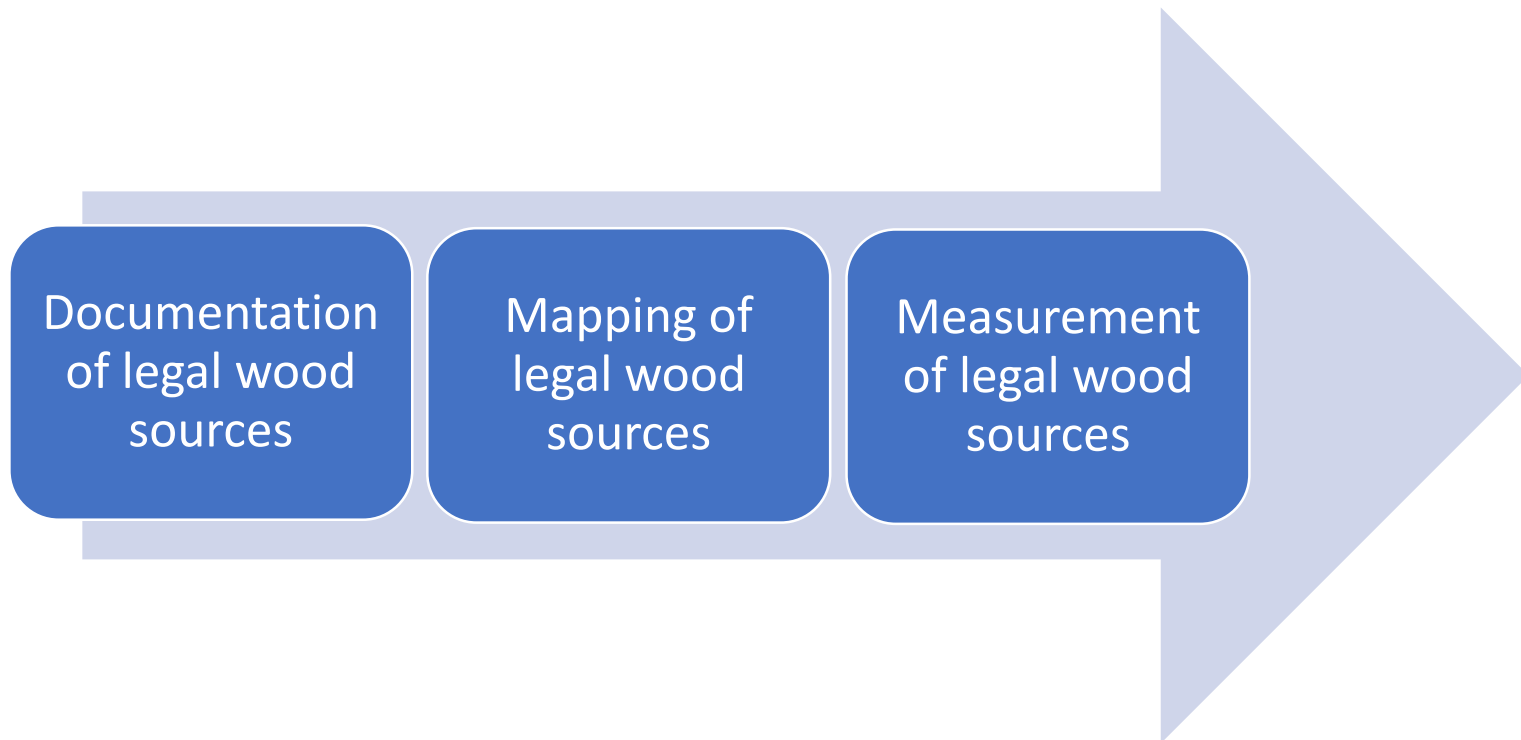 Documentation
of legal wood
sources
Mapping of
legal wood
sources
Measurement
of legal wood
sources